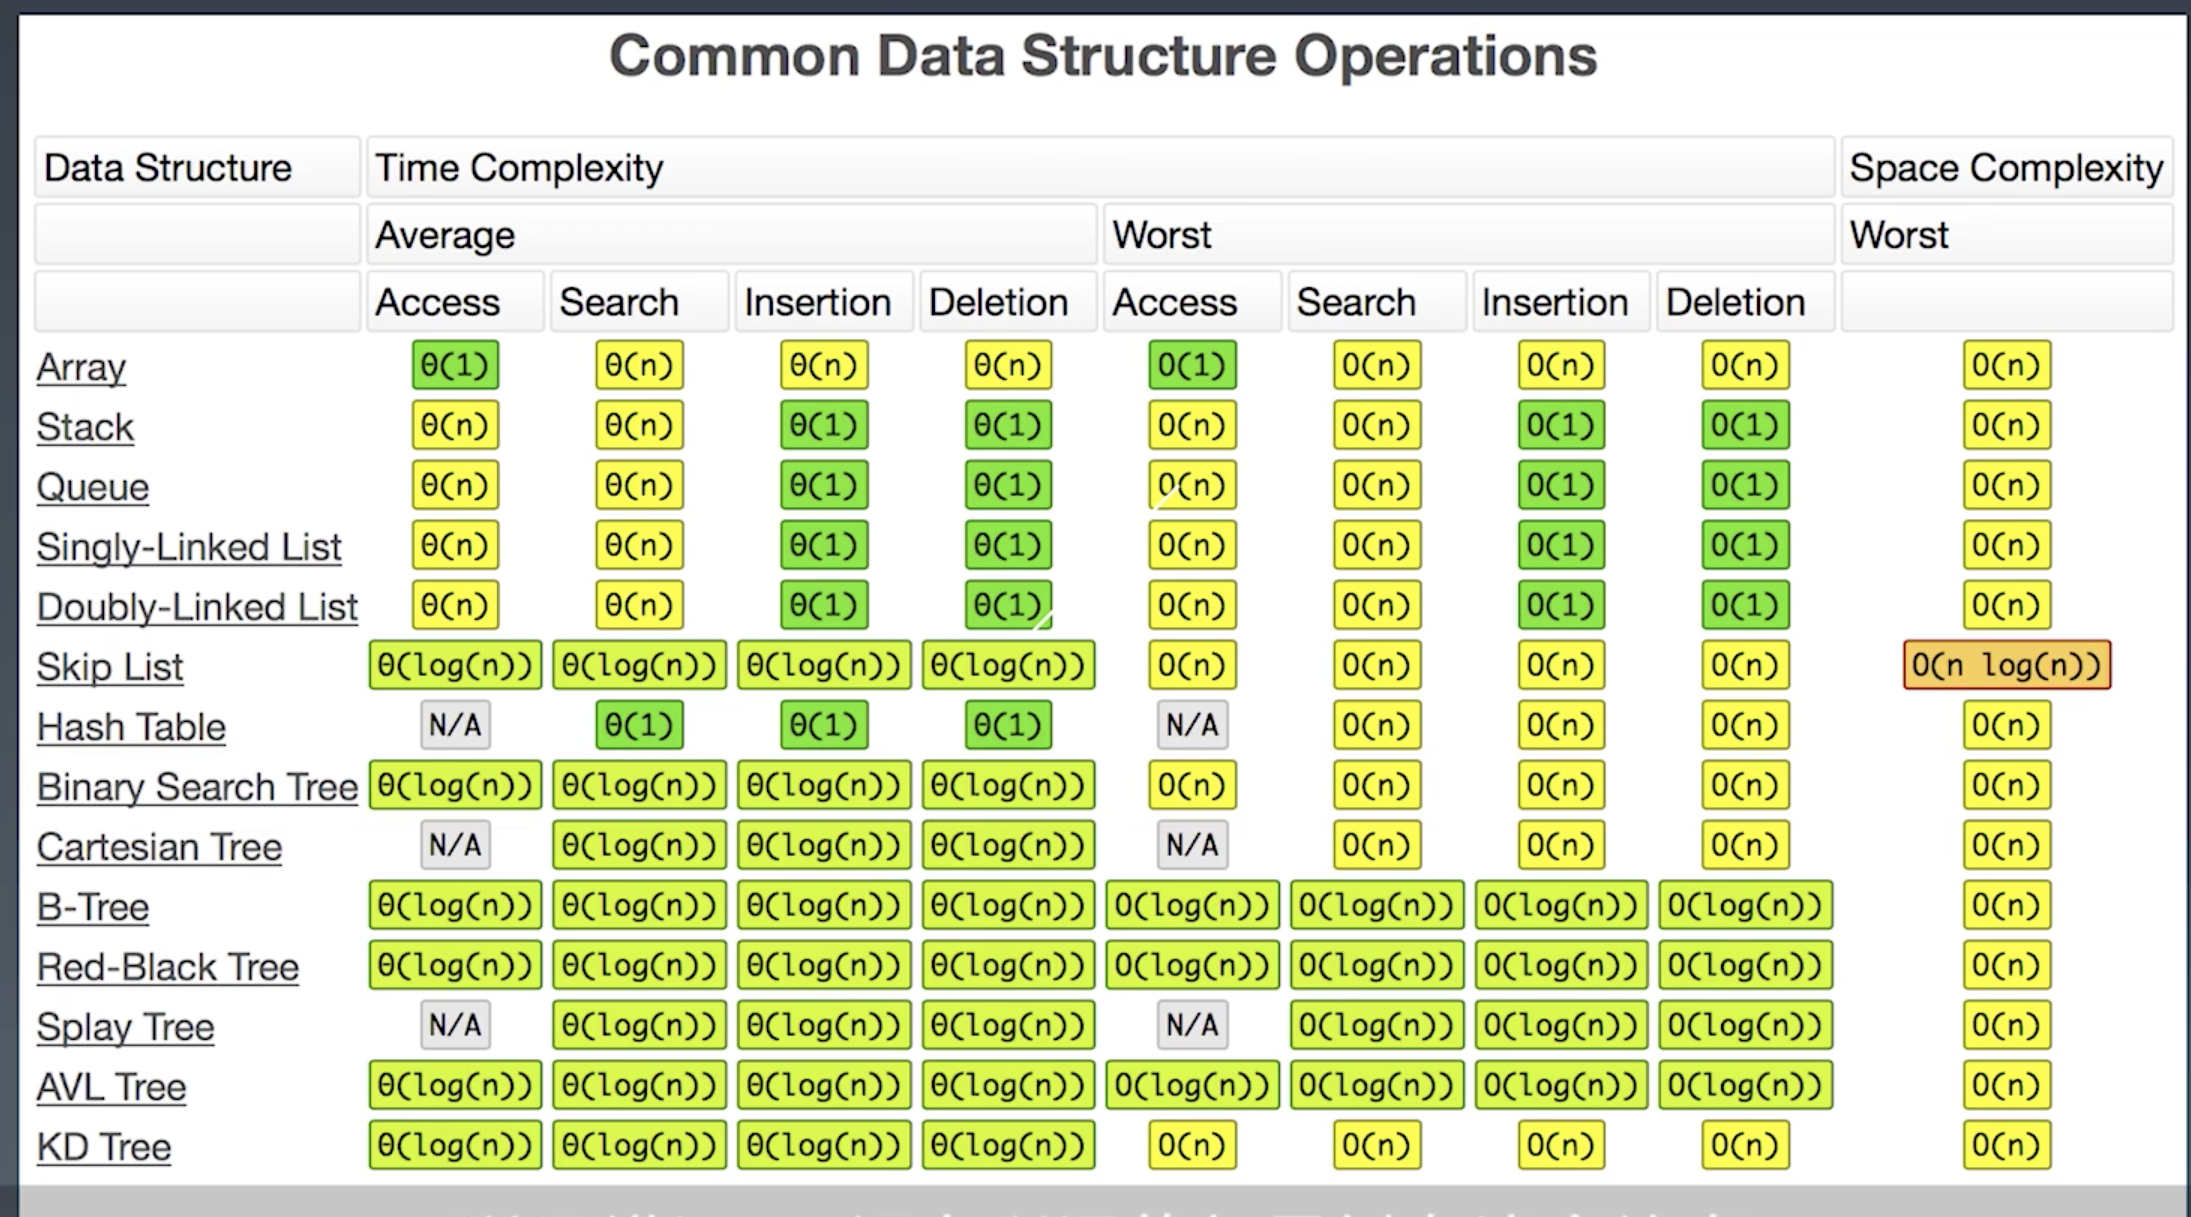 Common Data Structure Operations
Data Structure Time Complexity Space Complexity
Average Worst Worst
Access Search Insertion Deletion Access Search Insertion Deletion
Array Θ(1) Θ(n) Θ(n) Θ(n) O(1) O(n) O(n) O(n) O(n)
Stack Θ(n) Θ(n) Θ(1) Θ(1) O(n) O(n) O(1) O(1) O(n)
Queue Θ(n) Θ(n) Θ(1) Θ(1) O(n) O(n) O(1) O(1) O(n)
Singly-Linked List Θ(n) Θ(n) Θ(1) Θ(1) O(n) O(n) O(1) O(1) O(n)
Doubly-Linked List Θ(n) Θ(n) Θ(1) Θ(1) O(n) O(n) O(1) O(1) O(n)
Skip List Θ(log(n)) Θ(log(n)) Θ(log(n)) Θ(log(n)) O(n) O(n) O(n) O(n) O(n log(n))
Hash Table N/A Θ(1) Θ(1) Θ(1) N/A O(n) O(n) O(n) O(n)
Binary Search Tree Θ(log(n)) Θ(log(n)) Θ(log(n)) Θ(log(n)) O(n) O(n) O(n) O(n) O(n)
Cartesian Tree N/A Θ(log(n)) Θ(log(n)) Θ(log(n)) N/A O(n) O(n) O(n) O(n)
B-Tree Θ(log(n)) Θ(log(n)) Θ(log(n)) Θ(log(n)) O(log(n)) O(log(n)) O(log(n)) O(log(n)) O(n)
Red-Black Tree Θ(log(n)) Θ(log(n)) Θ(log(n)) Θ(log(n)) O(log(n)) O(log(n)) O(log(n)) O(log(n)) O(n)
Splay Tree N/A Θ(log(n)) Θ(log(n)) Θ(log(n)) N/A O(log(n)) O(log(n)) O(log(n)) O(n)
AVL Tree Θ(log(n)) Θ(log(n)) Θ(log(n)) Θ(log(n)) O(log(n)) O(log(n)) O(log(n)) O(log(n)) O(n)
KD Tree Θ(log(n)) Θ(log(n)) Θ(log(n)) Θ(log(n)) O(n) O(n) O(n) O(n) O(n)